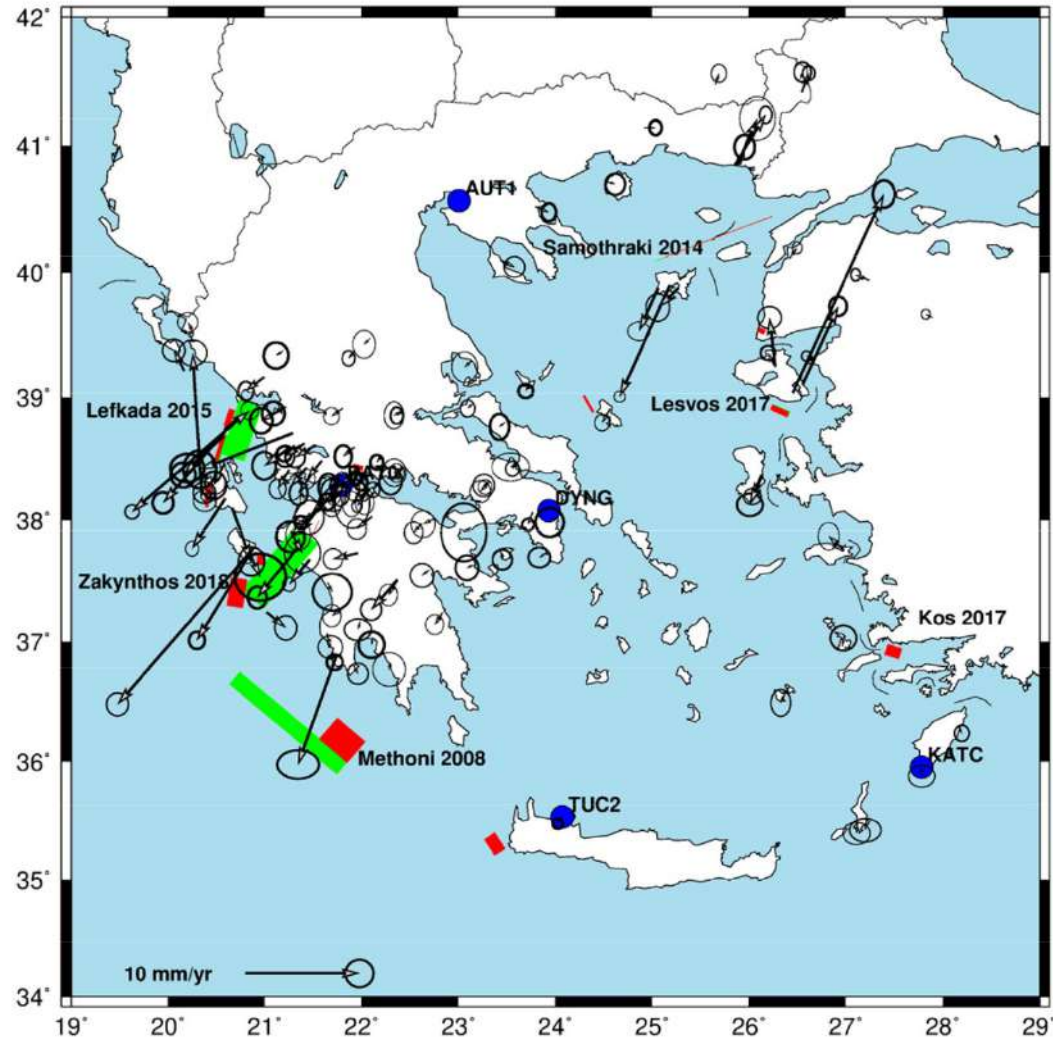 42˚
41˚
AUT1
Samothraki 2014
40˚
39˚
Lefkada 2015
Lesvos 2017
DYNG
38˚
Zakynthos 2018
Kos 2017
37˚
36˚
Methoni 2008
KATC
TUC2
35˚
10 mm/yr
34˚
19˚ 20˚ 21˚ 22˚ 23˚ 24˚ 25˚ 26˚ 27˚ 28˚ 29˚